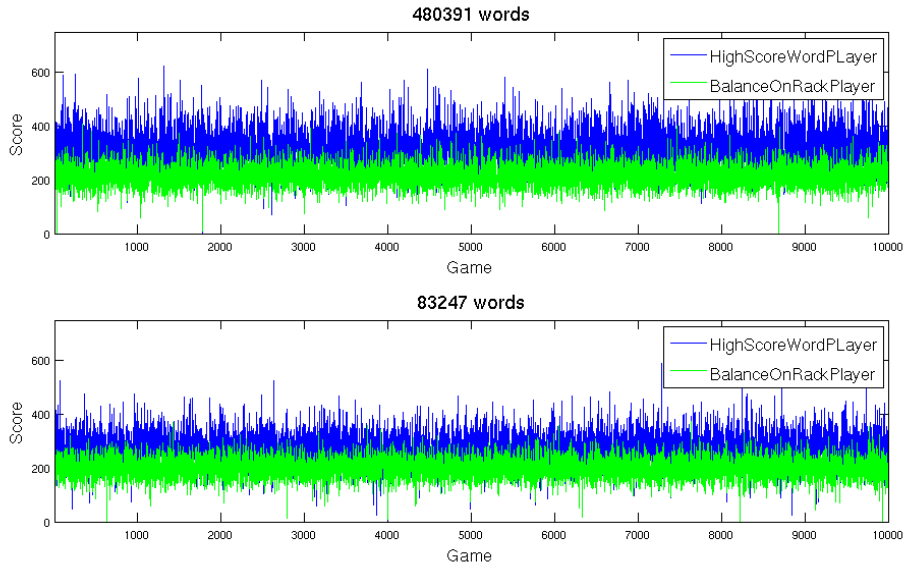 480391 words
HighScoreWordPLayer
BalanceOnRackPlayer
Score
600
400
200
0
1000 2000 3000 4000 5000 6000 7000 8000 9000 10000
Game
83247 words
HighScoreWordPLayer
BalanceOnRackPlayer
Score
600
400
200
0
1000 2000 3000 4000 5000 6000 7000 8000 9000 10000
Game